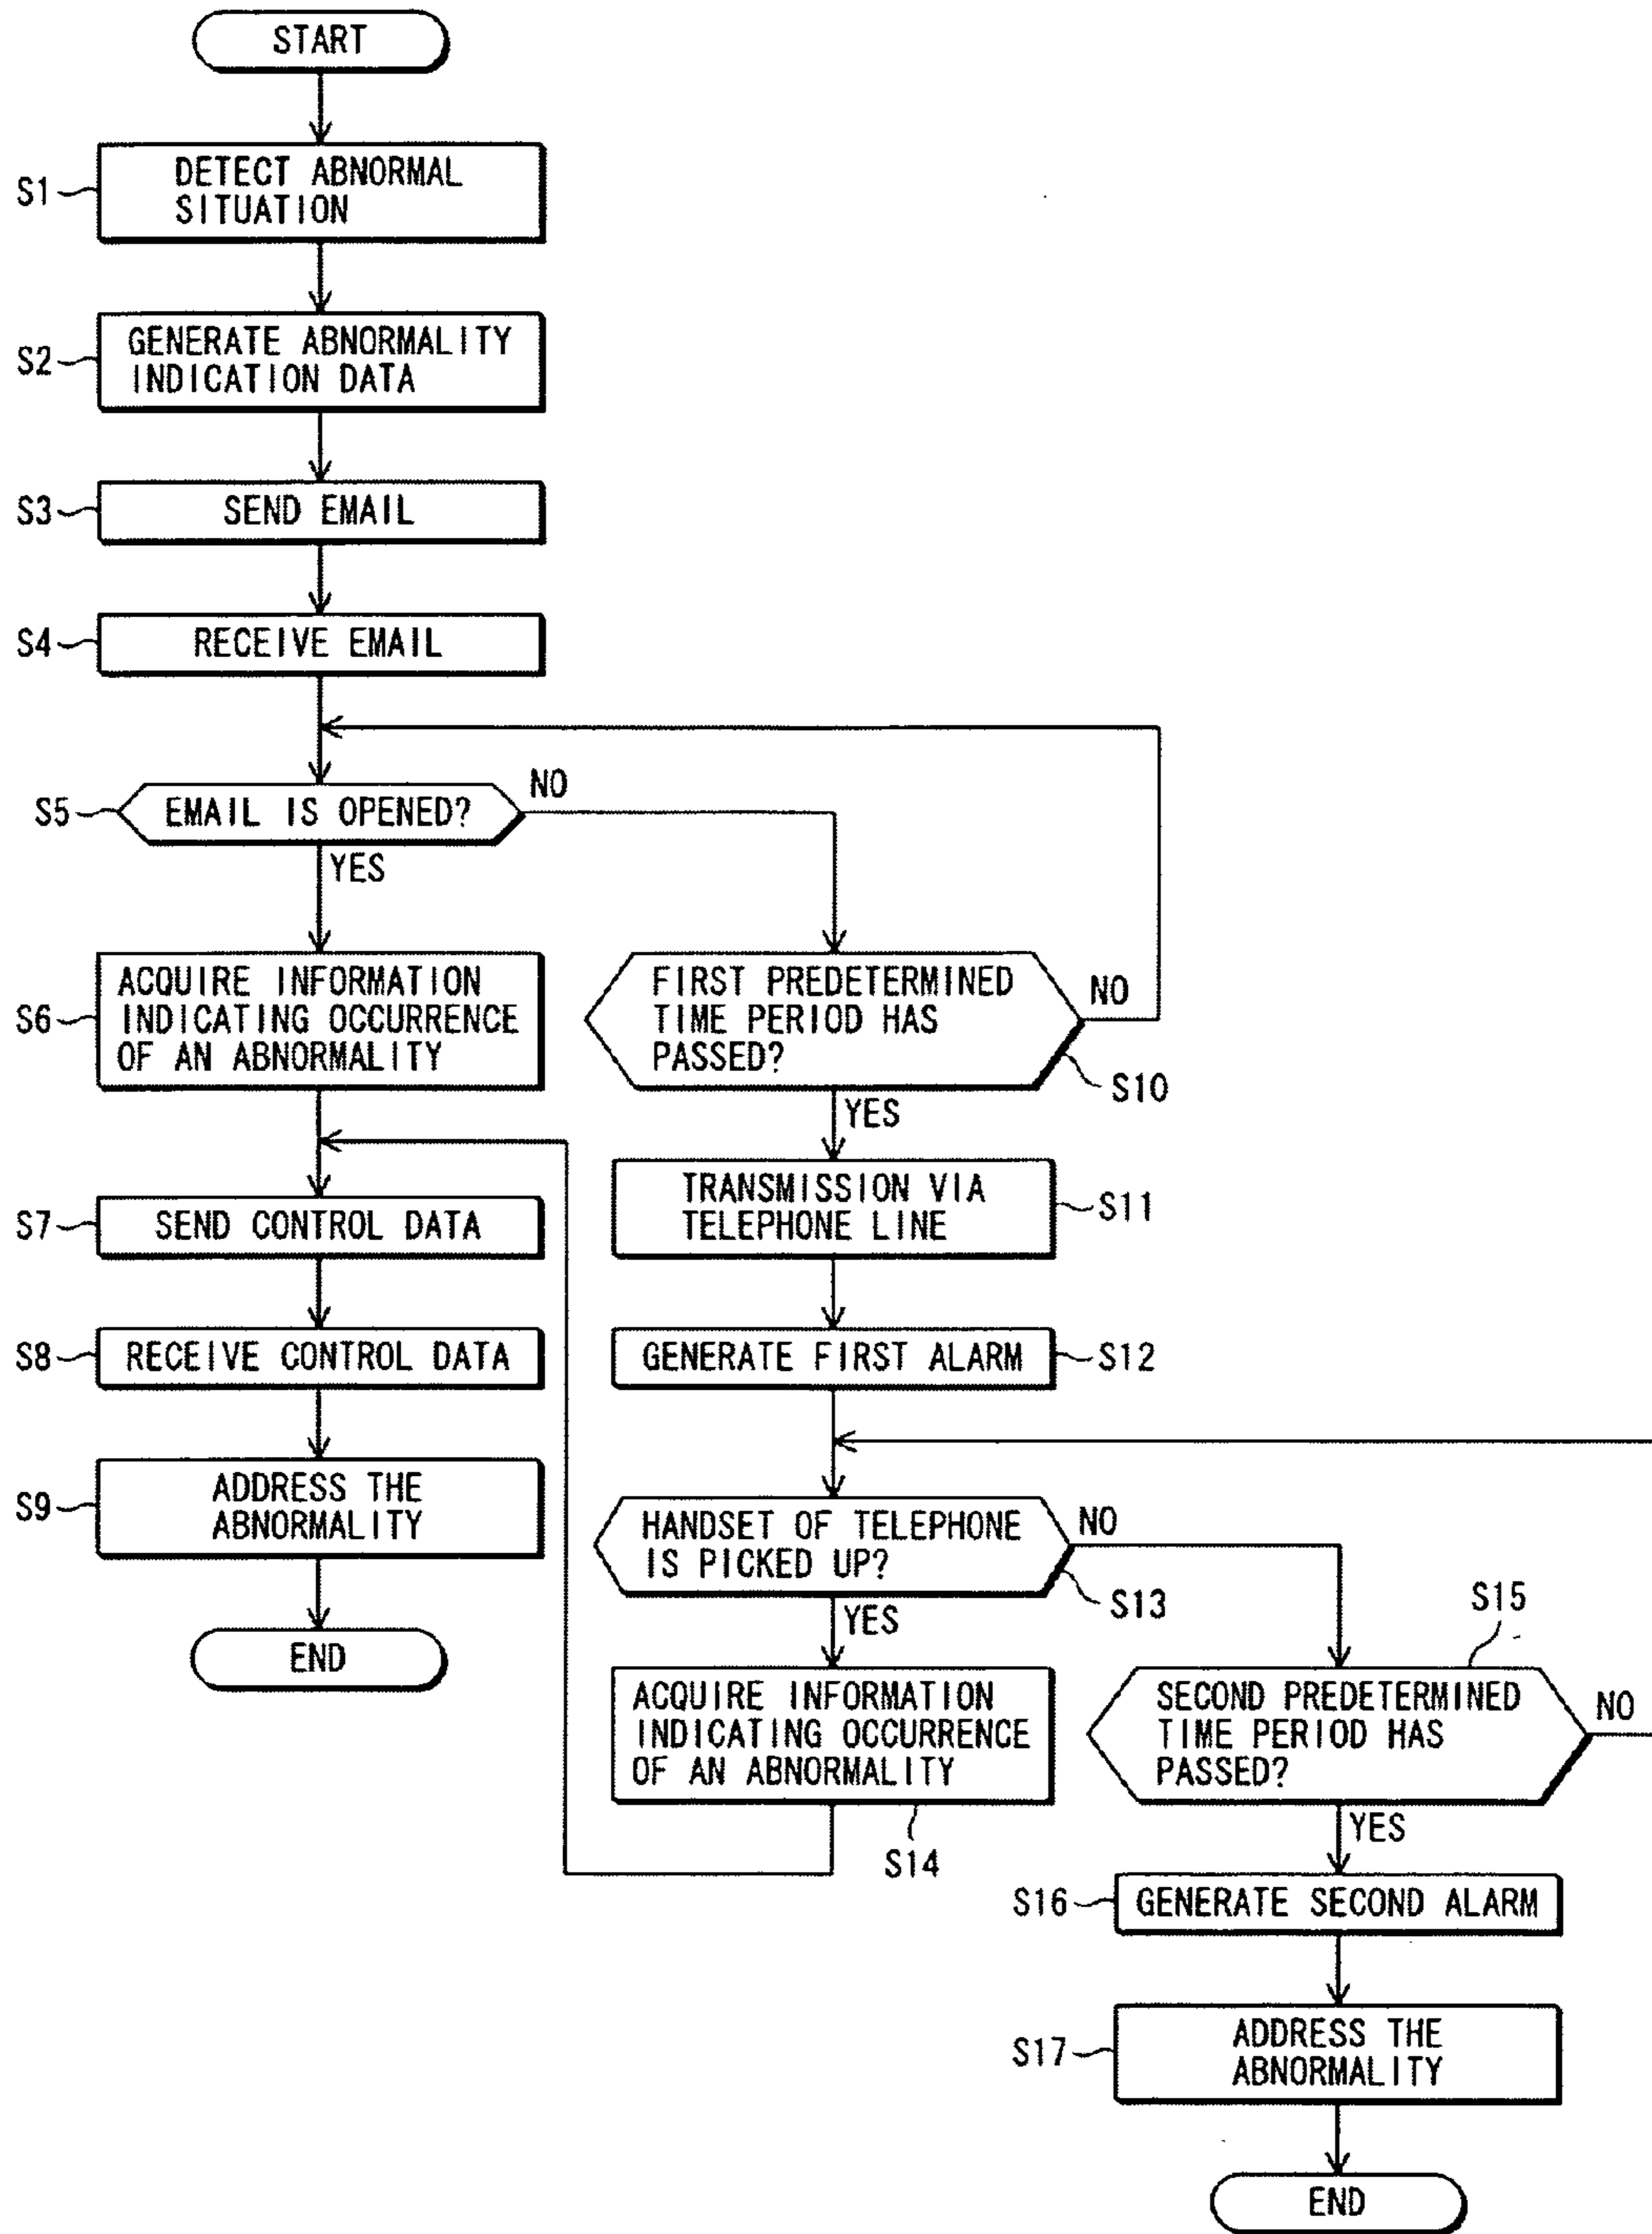 START
S1
DETECT ABNORMAL
SITUATION
S2
GENERATE ABNORMALITY
INDICATION DATA
S3
SEND EMAIL
S4
RECEIVE EMAIL
S5
EMAIL IS OPENED?
NO
YES
S6
ACQUIRE INFORMATION
INDICATING OCCURRENCE
OF AN ABNORMALITY
FIRST PREDETERMINED
TIME PERIOD HAS
PASSED?
NO
S10
YES
S7
SEND CONTROL DATA
TRANSMISSION VIA
TELEPHONE LINE
S11
S8
RECEIVE CONTROL DATA
GENERATE FIRST ALARM
S12
S9
ADDRESS THE
ABNORMALITY
END
HANDSET OF TELEPHONE
IS PICKED UP?
NO
S13
YES
S15
ACQUIRE INFORMATION
INDICATING OCCURRENCE
OF AN ABNORMALITY
S14
SECOND PREDETERMINED
TIME PERIOD HAS
PASSED?
NO
YES
S16
GENERATE SECOND ALARM
S17
ADDRESS THE
ABNORMALITY
END